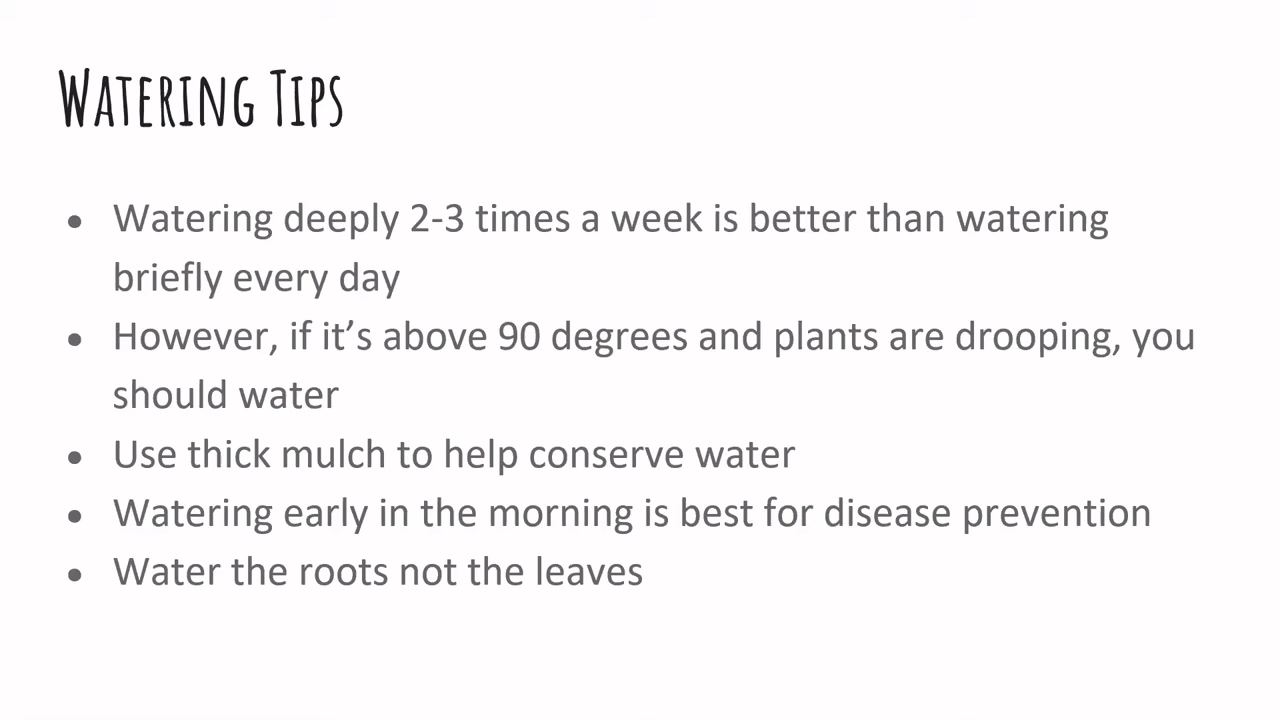 Watering Tips
• Watering deeply 2-3 times a week is better than watering
briefly every day
• However, if it’s above 90 degrees and plants are drooping, you
should water
• Use thick mulch to help conserve water
• Watering early in the morning is best for disease prevention
• Water the roots not the leaves